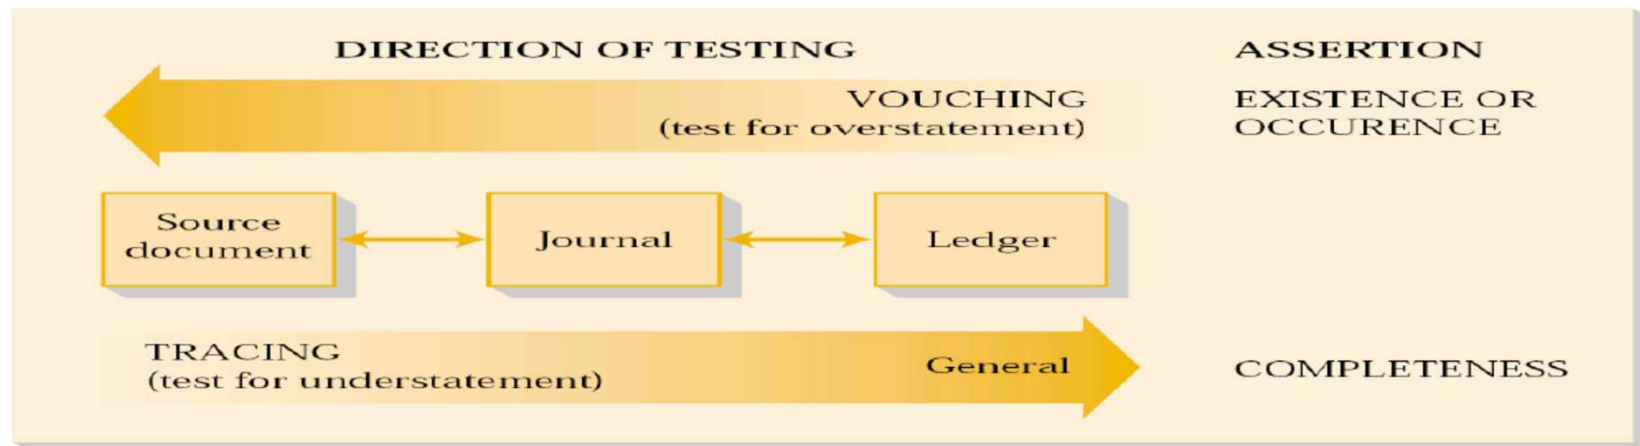 DIRECTION OF TESTING
ASSERTION
VOUCHING
(test for overstatement)
EXISTENCE OR
OCCURENCE
Source
document
Journal
Ledger
TRACING
(test for understatement)
General
COMPLETENESS